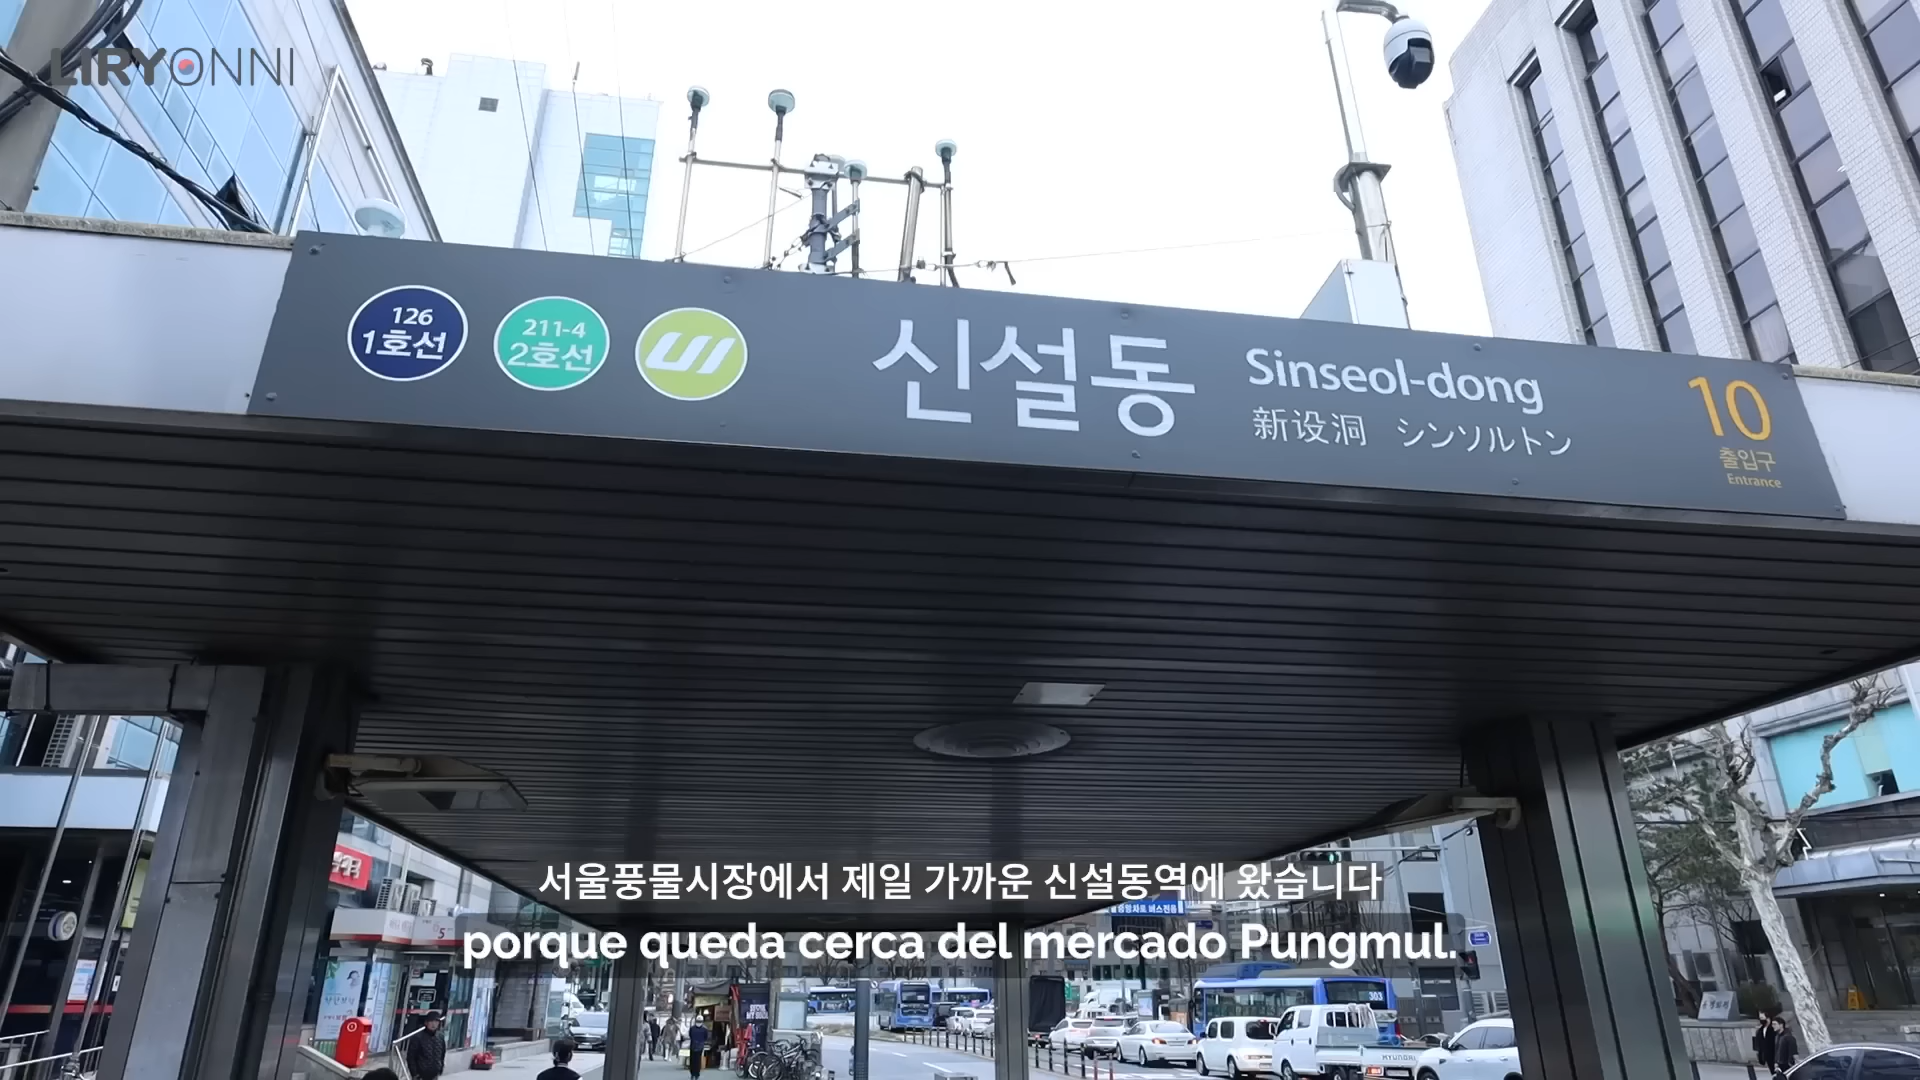 LIRYONNI
126
1호선
211-4
2호선
UI
신설동
Sinseol-dong
新设洞 シンソルトン
10
출입구
Entrance
서울풍물시장에서 제일 가까운 신설동역에 왔습니다
porque queda cerca del mercado Pungmul.
303
HYUNDAI